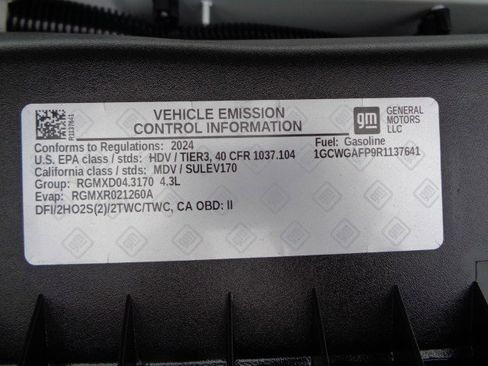 R1137641
VEHICLE EMISSION
CONTROL INFORMATION
gm
GENERAL
MOTORS
LLC
Conforms to Regulations: 2024
Fuel: Gasoline
U.S. EPA class / stds: HDV / TIER3, 40 CFR 1037.104
1GCWGAFP9R1137641
California class / stds: MDV / SULEV170
Group: RGMXD04.3170 4.3L
Evap: RGMXR021260A
DFI/2HO2S(2)/2TWC/TWC, CA OBD: II